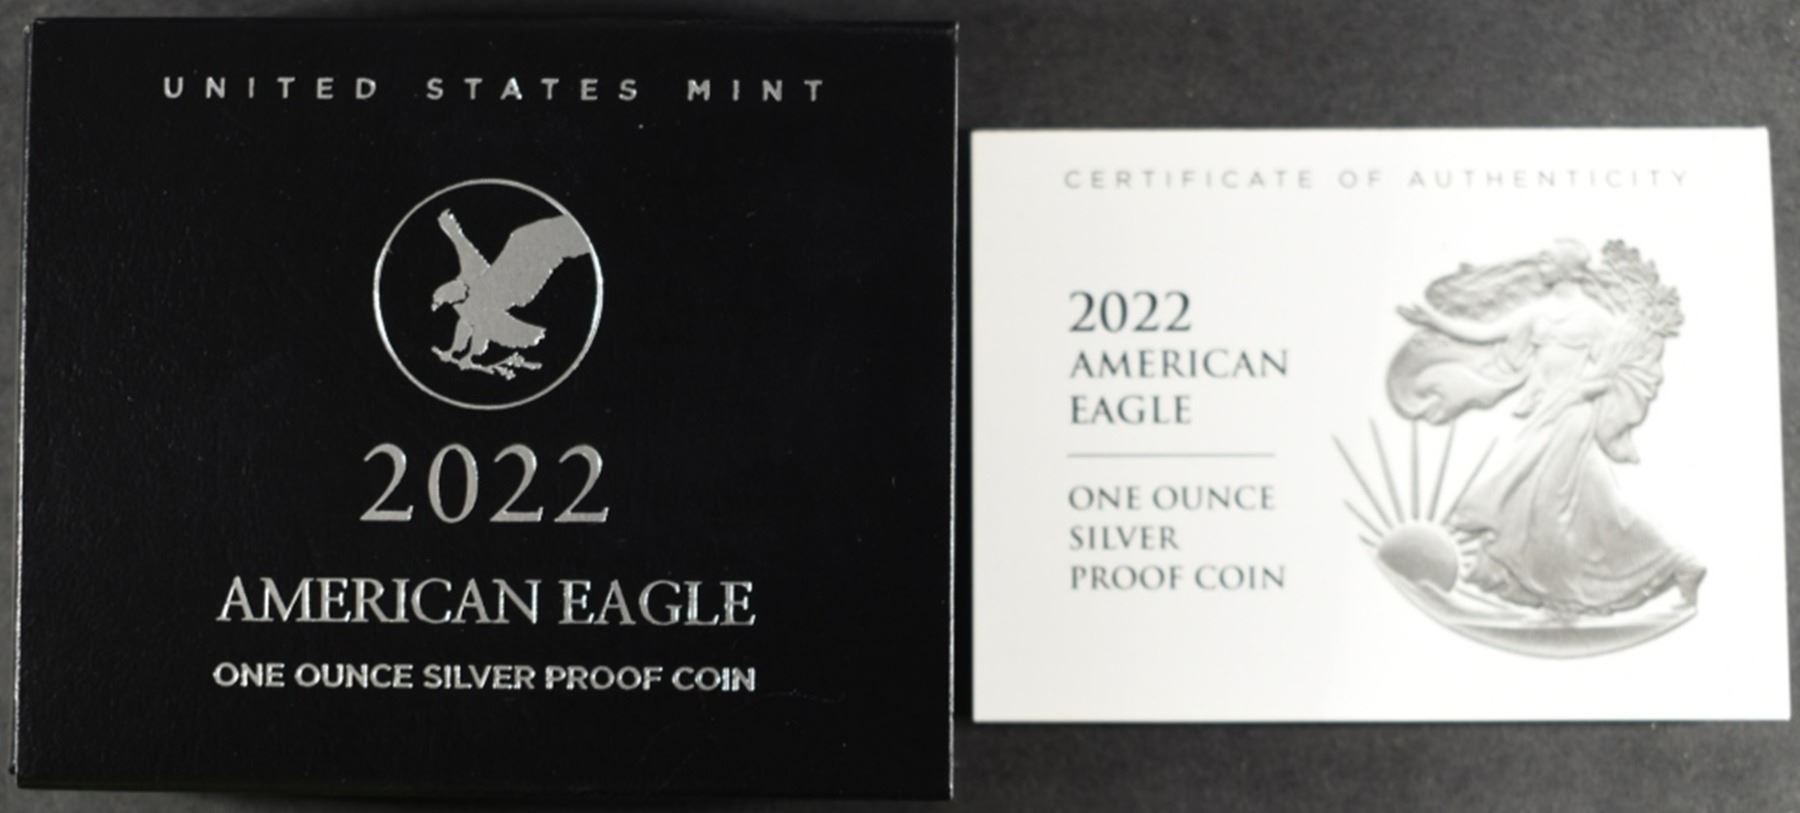 UNITED STATES MINT
2022
AMERICAN EAGLE
ONE OUNCE SILVER PROOF COIN
CERTIFICATE OF AUTHENTICITY
2022
AMERICAN
EAGLE
ONE OUNCE
SILVER
PROOF COIN